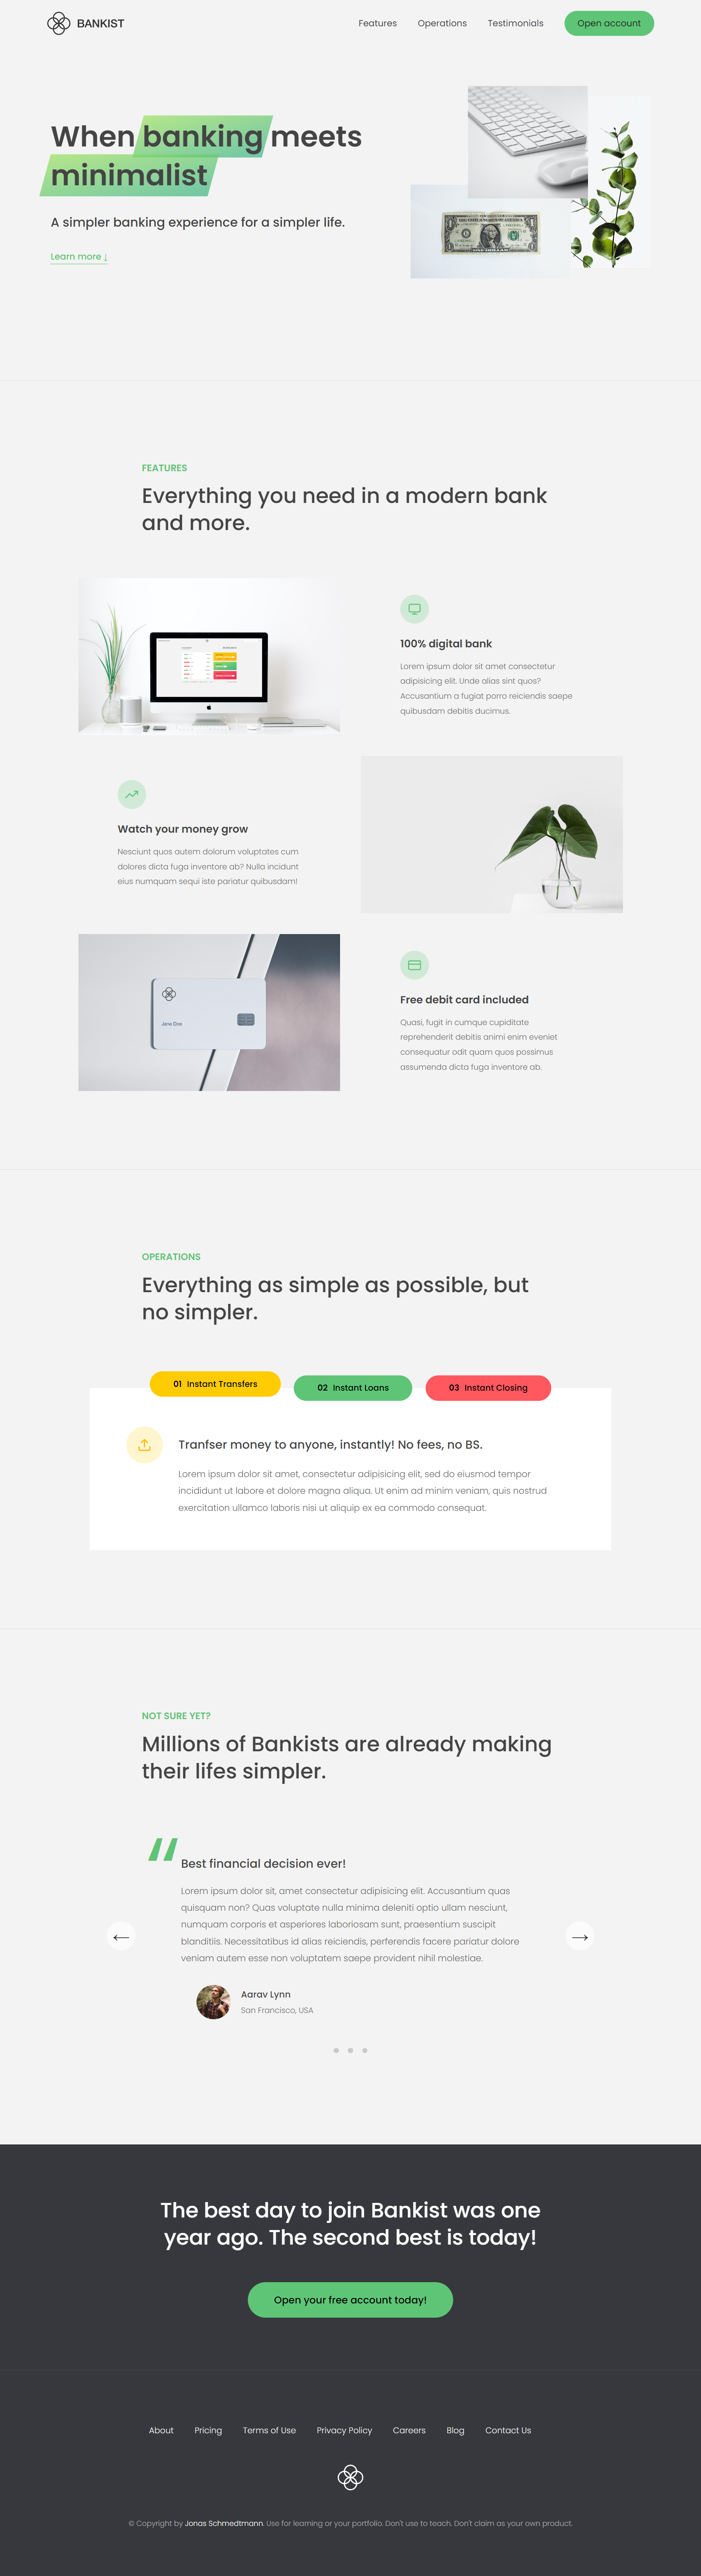 BANKIST
Features
Operations
Testimonials
Open account
When banking meets
minimalist
A simpler banking experience for a simpler life.
Learn more ↓
FEATURES
Everything you need in a modern bank
and more.
100% digital bank
Lorem ipsum dolor sit amet consectetur
adipisicing elit. Unde alias sint quos?
Accusantium a fugiat porro reiciendis saepe
quibusdam debitis ducimus.
Watch your money grow
Nesciunt quos autem dolorum voluptates cum
dolores dicta fuga inventore ab? Nulla incidunt
eius numquam sequi iste pariatur quibusdam!
Jane Doe
Free debit card included
Quasi, fugit in cumque cupiditate
reprehenderit debitis animi enim eveniet
consequatur odit quam quos possimus
assumenda dicta fuga inventore ab.
OPERATIONS
Everything as simple as possible, but
no simpler.
01 Instant Transfers
02 Instant Loans
03 Instant Closing
Tranfser money to anyone, instantly! No fees, no BS.
Lorem ipsum dolor sit amet, consectetur adipisicing elit, sed do eiusmod tempor
incididunt ut labore et dolore magna aliqua. Ut enim ad minim veniam, quis nostrud
exercitation ullamco laboris nisi ut aliquip ex ea commodo consequat.
NOT SURE YET?
Millions of Bankists are already making
their lifes simpler.
“
Best financial decision ever!
Lorem ipsum dolor sit, amet consectetur adipisicing elit. Accusantium quas
quisquam non? Quas voluptate nulla minima deleniti optio ullam nesciunt,
numquam corporis et asperiores laboriosam sunt, praesentium suscipit
blanditiis. Necessitatibus id alias reiciendis, perferendis facere pariatur dolore
veniam autem esse non voluptatem saepe provident nihil molestiae.
←
→
Aarav Lynn
San Francisco, USA
The best day to join Bankist was one
year ago. The second best is today!
Open your free account today!
About
Pricing
Terms of Use
Privacy Policy
Careers
Blog
Contact Us
© Copyright by Jonas Schmedtmann. Use for learning or your portfolio. Don't use to teach. Don't claim as your own product.